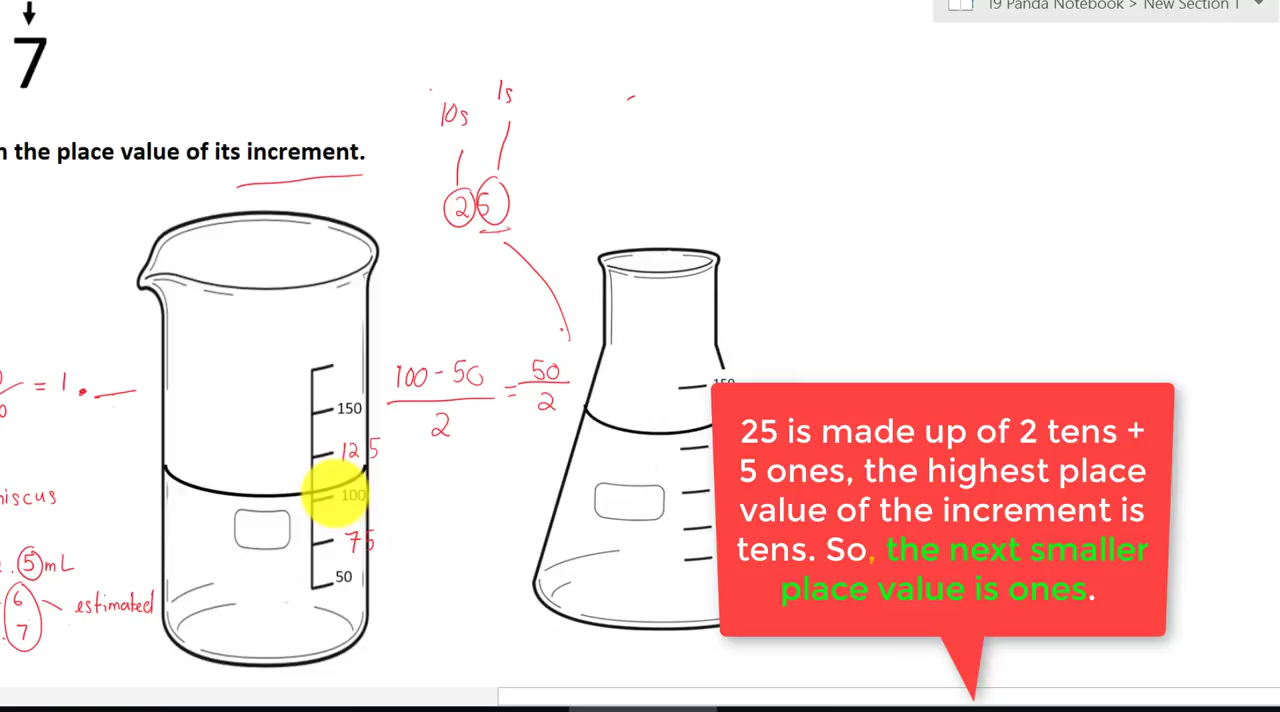 19 Panda Notebook > New Section 1
7
1s
10s
n the place value of its increment.
25
100 - 50
= 50
2
2
= 1.
0
150
150
125
100
75
50
niscus
. 5 mL
6
estimated
7
25 is made up of 2 tens +
5 ones, the highest place
value of the increment is
tens. So, the next smaller
place value is ones.